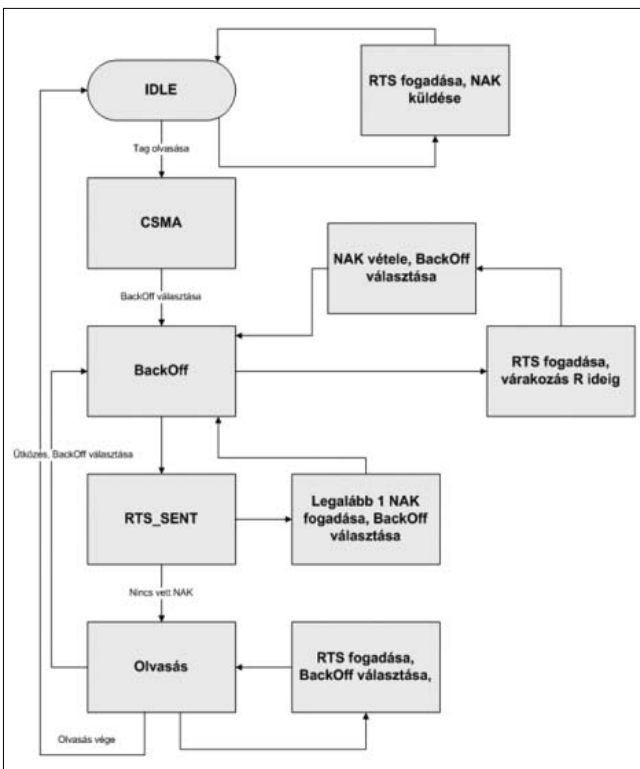 IDLE
RTS fogadása, NAK
küldése
Tag olvasása
CSMA
NAK vétele, BackOff
választása
BackOff választása
BackOff
RTS fogadása,
várakozás R ideig
Ütközes, BackOff választása
RTS_SENT
Legalább 1 NAK
fogadása, BackOff
választása
Nincs vett NAK
Olvasás
RTS fogadása,
BackOff választása,
Olvasás vége